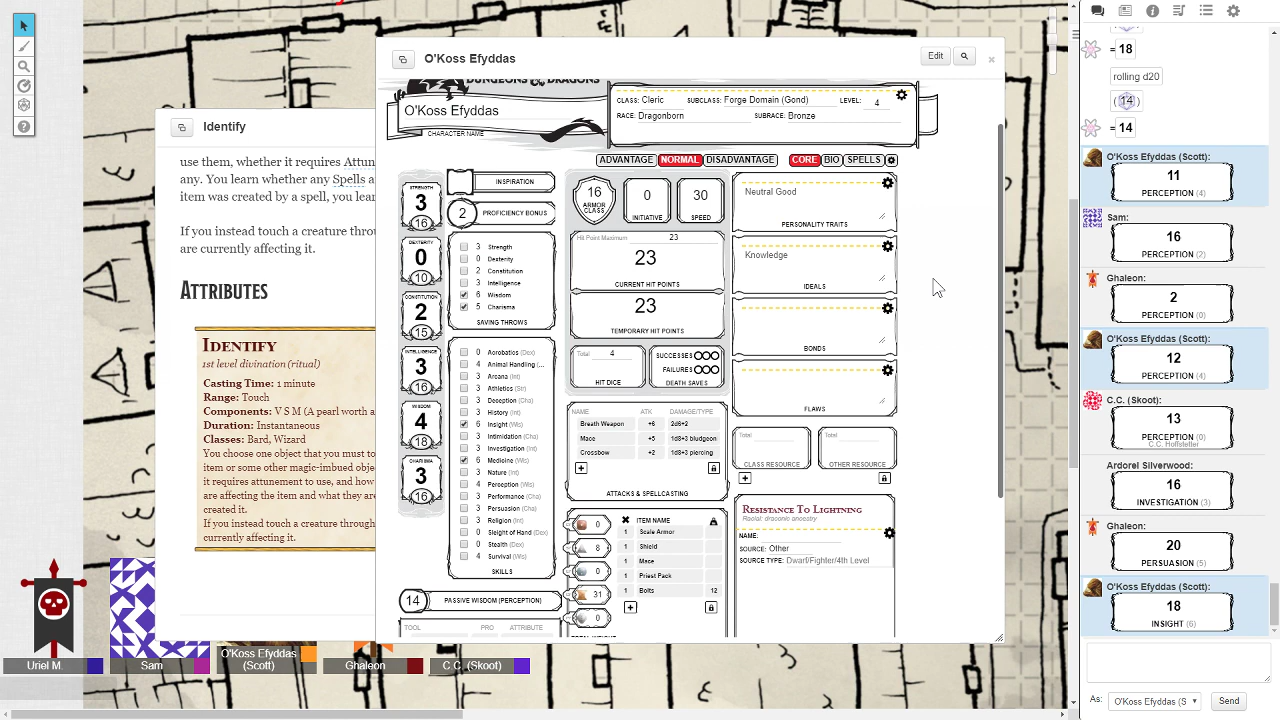 O'Koss Efyddas
Edit
DUNGEONS & DRAGONS
O'Koss Efyddas
CHARACTER NAME
CLASS: Cleric SUBCLASS: Forge Domain (Gond) LEVEL: 4
RACE: Dragonborn SUBRACE: Bronze
ADVANTAGE NORMAL DISADVANTAGE CORE BIO SPELLS
STRENGTH
3
16
DEXTERITY
0
10
CONSTITUTION
2
15
INTELLIGENCE
3
16
WISDOM
4
18
CHARISMA
3
16
INSPIRATION
2 PROFICIENCY BONUS
3 Strength
0 Dexterity
2 Constitution
3 Intelligence
6 Wisdom
5 Charisma
SAVING THROWS
0 Acrobatics (Dex)
4 Animal Handling (...
3 Arcana (Int)
3 Athletics (Str)
3 Deception (Cha)
3 History (Int)
6 Insight (Wis)
3 Intimidation (Cha)
3 Investigation (Int)
6 Medicine (Wis)
3 Nature (Int)
4 Perception (Wis)
3 Performance (Cha)
3 Persuasion (Cha)
3 Religion (Int)
0 Sleight of Hand (Dex)
0 Stealth (Dex)
4 Survival (Wis)
SKILLS
14 PASSIVE WISDOM (PERCEPTION)
TOOL PRO ATTRIBUTE
16
ARMOR
CLASS
0
INITIATIVE
30
SPEED
Hit Point Maximum 23
23
CURRENT HIT POINTS
23
TEMPORARY HIT POINTS
Total 4
HIT DICE
SUCCESSES
FAILURES
DEATH SAVES
NAME ATK DAMAGE/TYPE
Breath Weapon +6 2d6+2
Mace +5 1d8+3 bludgeon
Crossbow +2 1d8+3 piercing
ATTACKS & SPELLCASTING
0
8
0
31
0
ITEM NAME
1 Scale Armor
1 Shield
1 Mace
1 Priest Pack
1 Bolts 12
Neutral Good
PERSONALITY TRAITS
Knowledge
IDEALS
BONDS
FLAWS
Total
CLASS RESOURCE
Total
OTHER RESOURCE
RESISTANCE TO LIGHTNING
Racial: draconic ancestry
NAME:
SOURCE: Other
SOURCE TYPE: Dwarf/Fighter/4th Level
Identify
use them, whether it requires Attun
any. You learn whether any Spells a
item was created by a spell, you lear
If you instead touch a creature throu
are currently affecting it.
ATTRIBUTES
IDENTIFY
1st level divination (ritual)
Casting Time: 1 minute
Range: Touch
Components: V S M (A pearl worth a
Duration: Instantaneous
Classes: Bard, Wizard
You choose one object that you must to
item or some other magic-imbued obje
it requires attunement to use, and how
are affecting the item and what they are
created it.
If you instead touch a creature through
currently affecting it.
Uriel M.
Sam
O'Koss Efyddas
(Scott)
Ghaleon
C.C. (Skoot)
=18
rolling d20
(14)
=14
O'Koss Efyddas (Scott):
11
PERCEPTION (4)
Sam:
16
PERCEPTION (2)
Ghaleon:
2
PERCEPTION (0)
O'Koss Efyddas (Scott):
12
PERCEPTION (4)
C.C. (Skoot):
13
PERCEPTION (0)
C.C. Hoffstetler
Ardorel Silverwood:
16
INVESTIGATION (3)
Ghaleon:
20
PERSUASION (5)
O'Koss Efyddas (Scott):
18
INSIGHT (6)
As: O'Koss Efyddas (S
Send